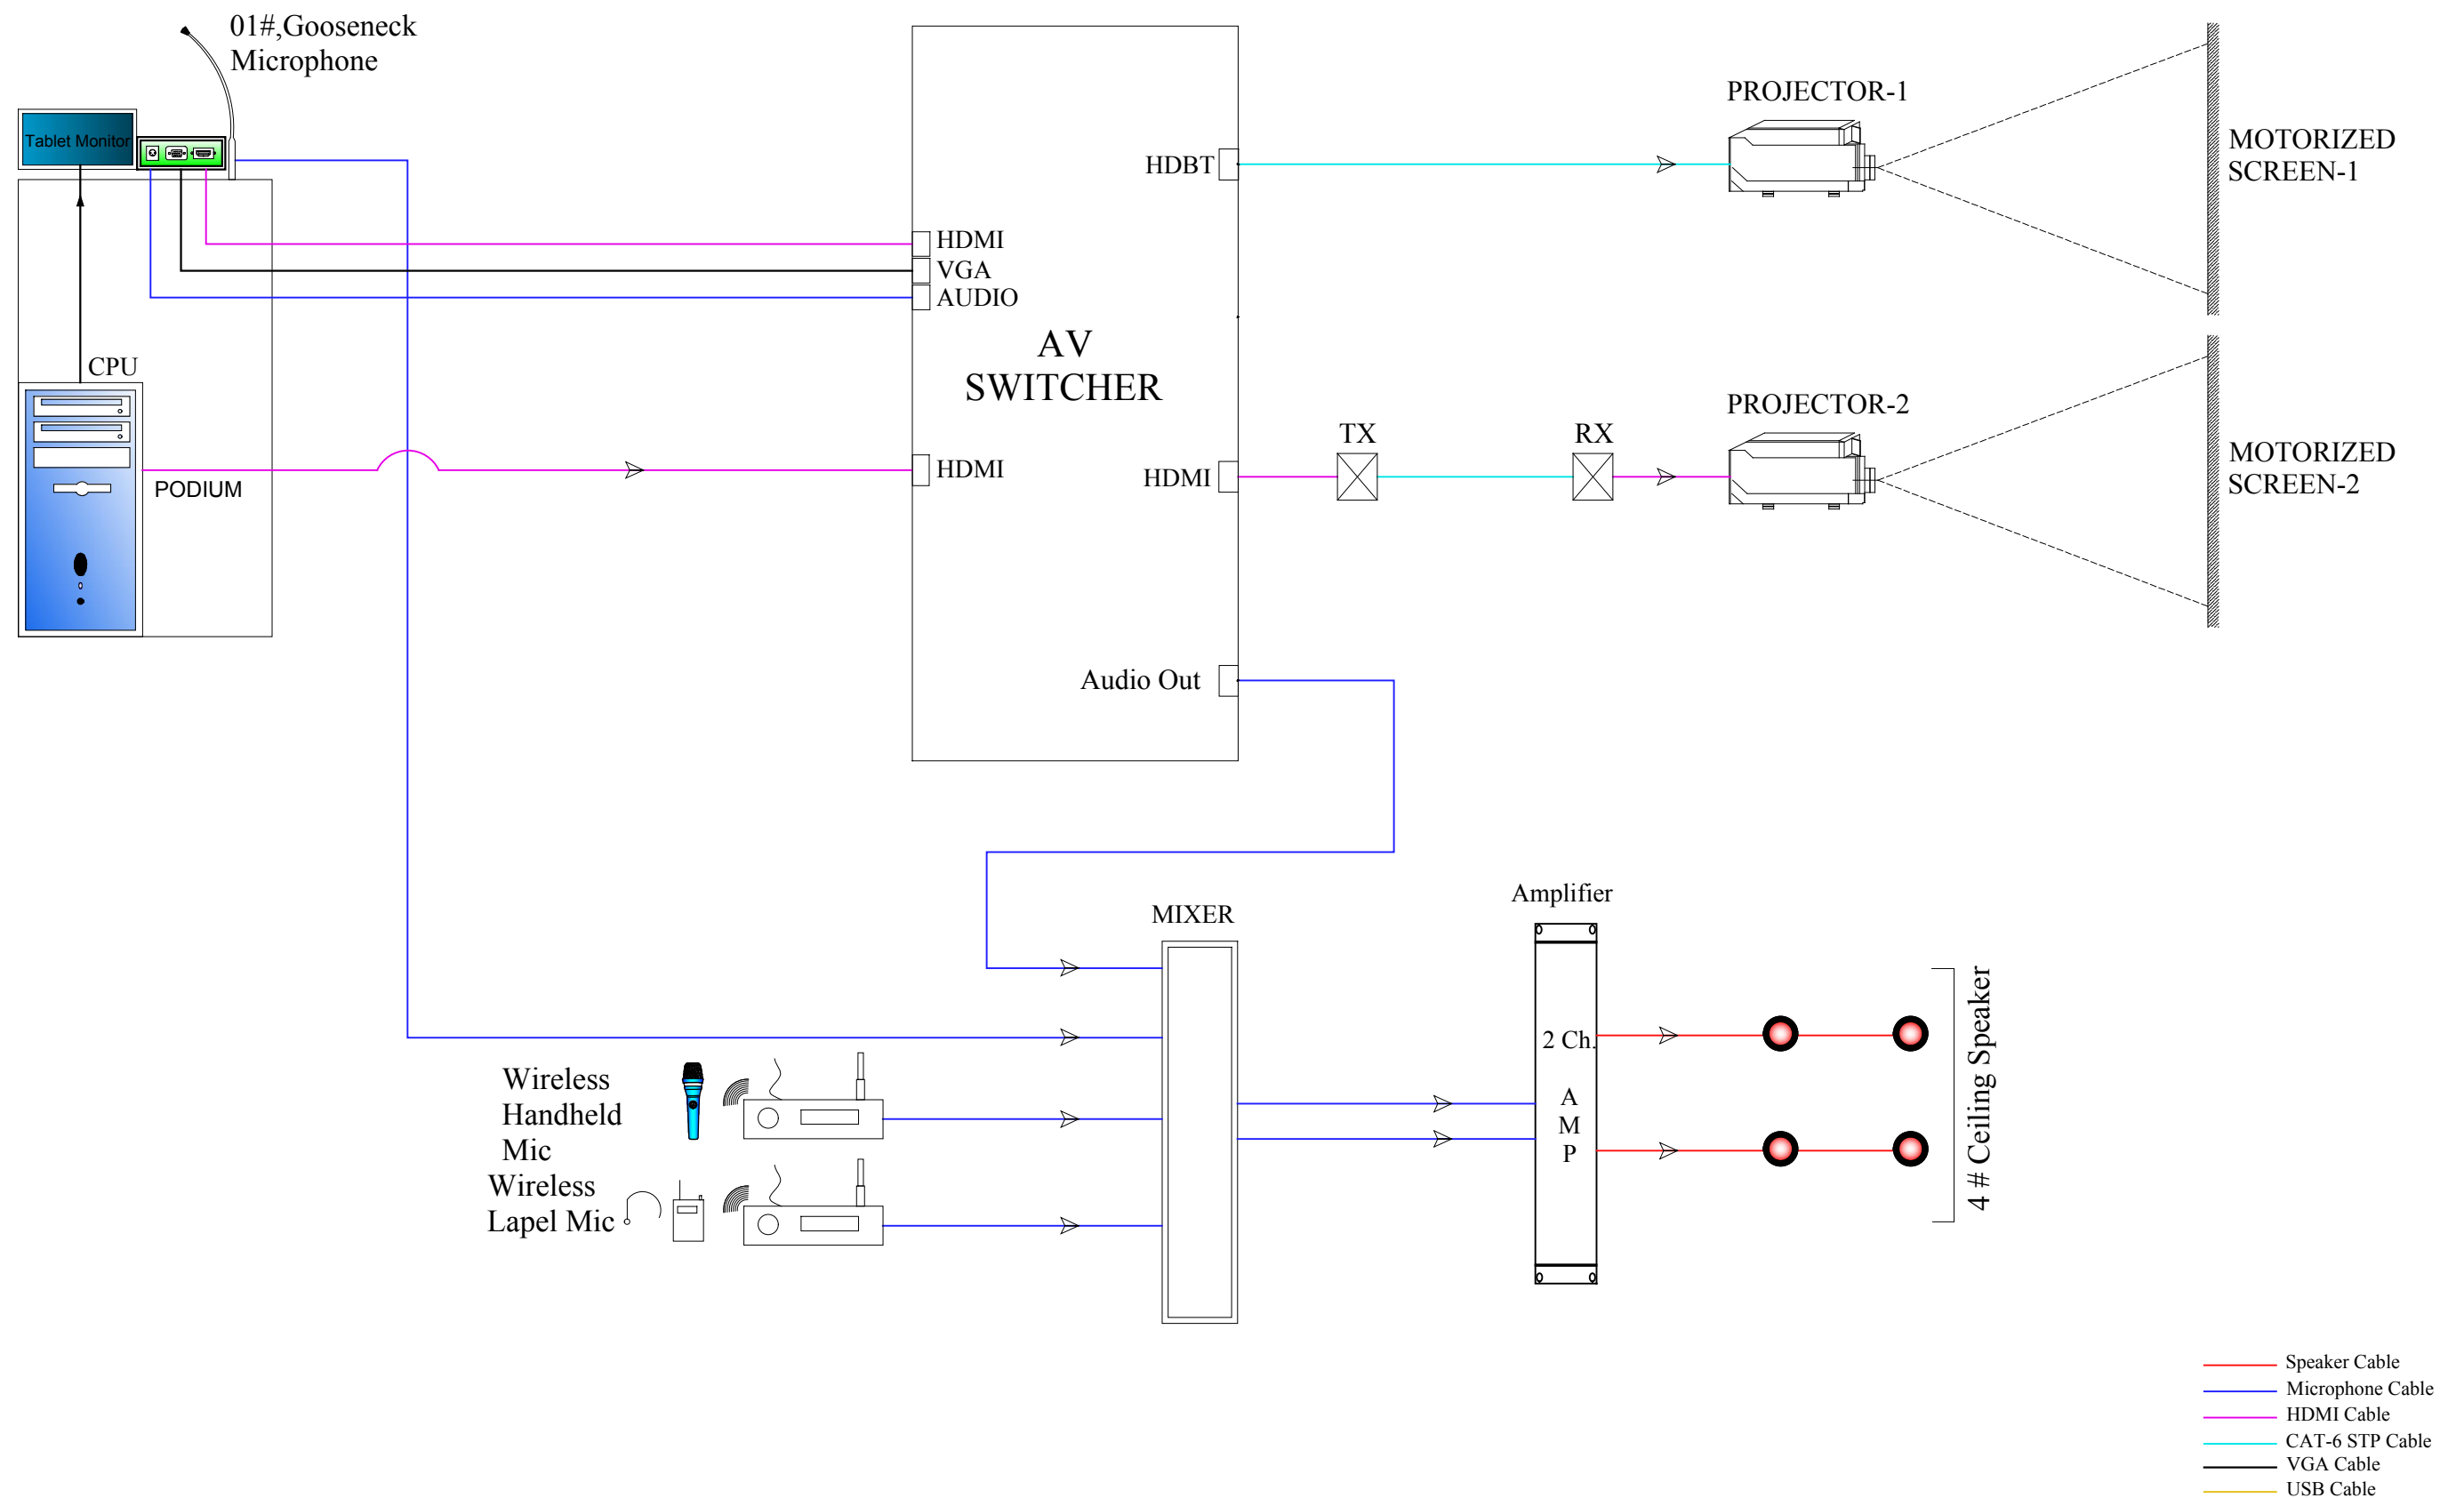 01#,Gooseneck
Microphone
Tablet Monitor
CPU
PODIUM
HDMI
VGA
AUDIO
AV
SWITCHER
HDMI
HDBT
HDMI
Audio Out
TX
RX
PROJECTOR-1
MOTORIZED
SCREEN-1
PROJECTOR-2
MOTORIZED
SCREEN-2
MIXER
Amplifier
2 Ch.
A
M
P
4 # Ceiling Speaker
Wireless
Handheld
Mic
Wireless
Lapel Mic
Speaker Cable
Microphone Cable
HDMI Cable
CAT-6 STP Cable
VGA Cable
USB Cable